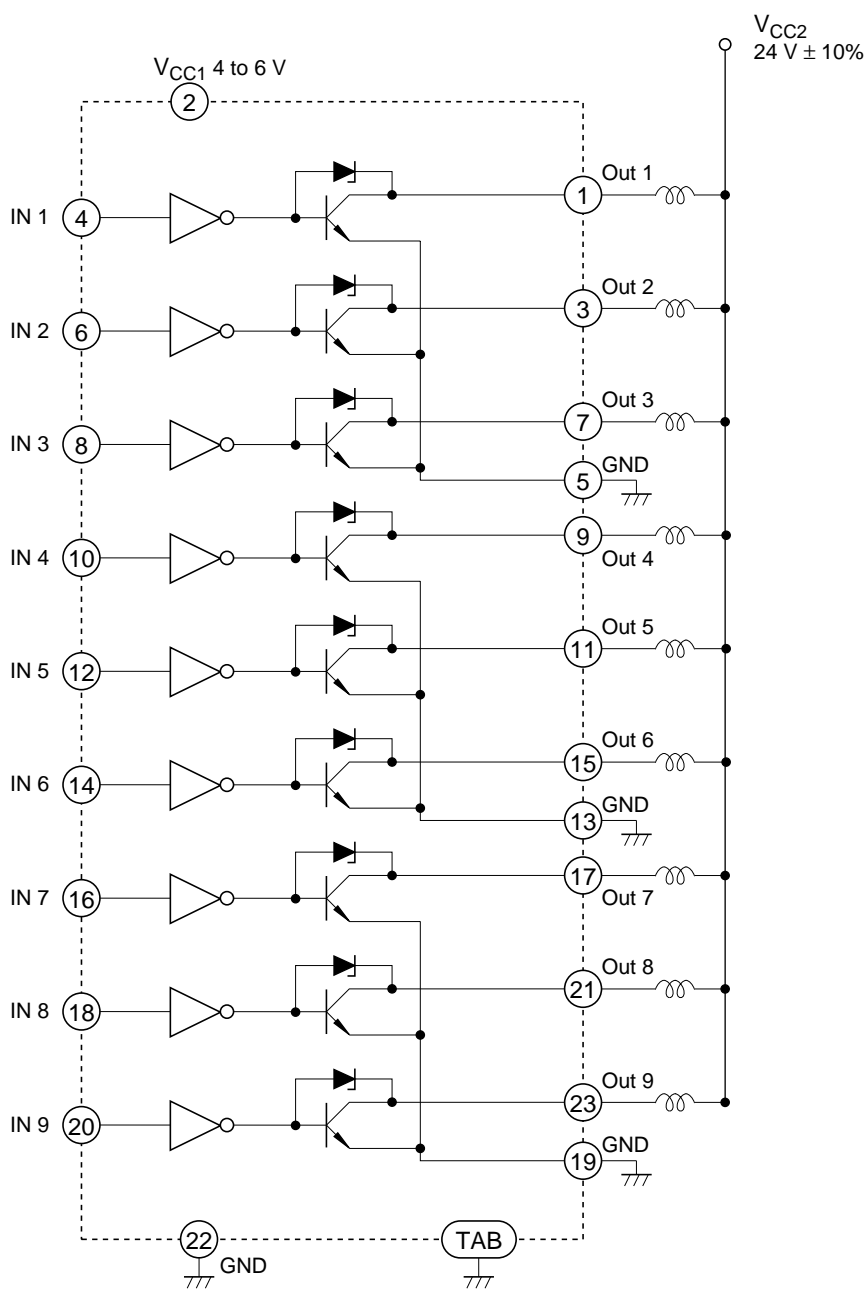 V_CC2
24 V ± 10%
V_CC1 4 to 6 V
2
IN 1 4
1 Out 1
IN 2 6
3 Out 2
IN 3 8
7 Out 3
5 GND
IN 4 10
9 Out 4
IN 5 12
11 Out 5
IN 6 14
15 Out 6
13 GND
IN 7 16
17 Out 7
IN 8 18
21 Out 8
IN 9 20
23 Out 9
19 GND
22 GND
TAB